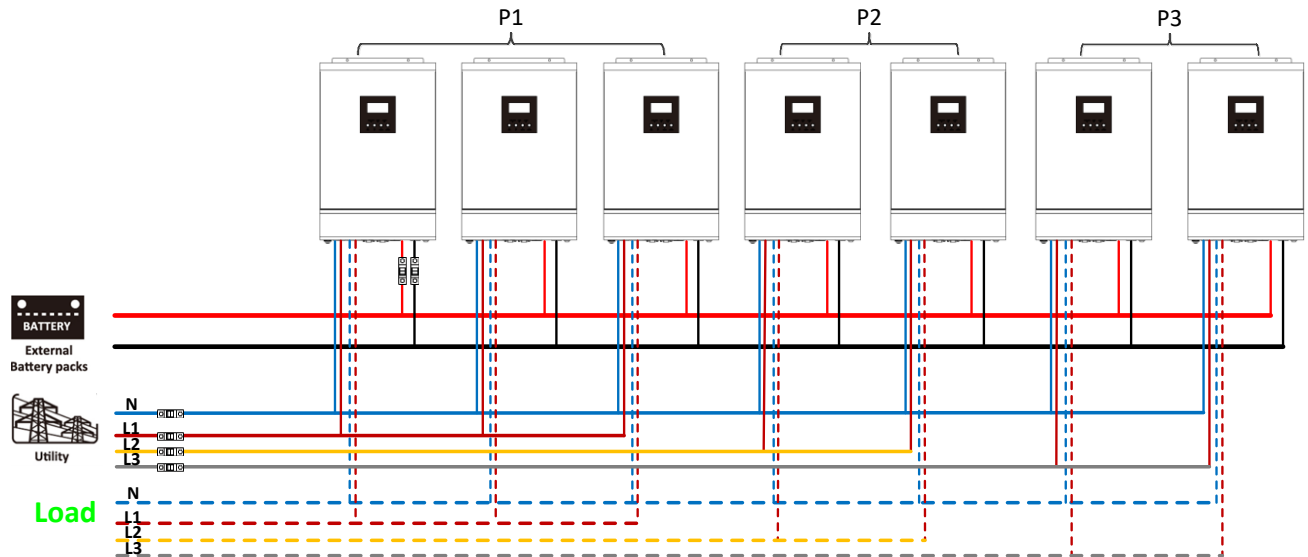 P1
P2
P3
BATTERY
External
Battery packs
N
L1
L2
L3
Utility
N
Load
L1
L2
L3